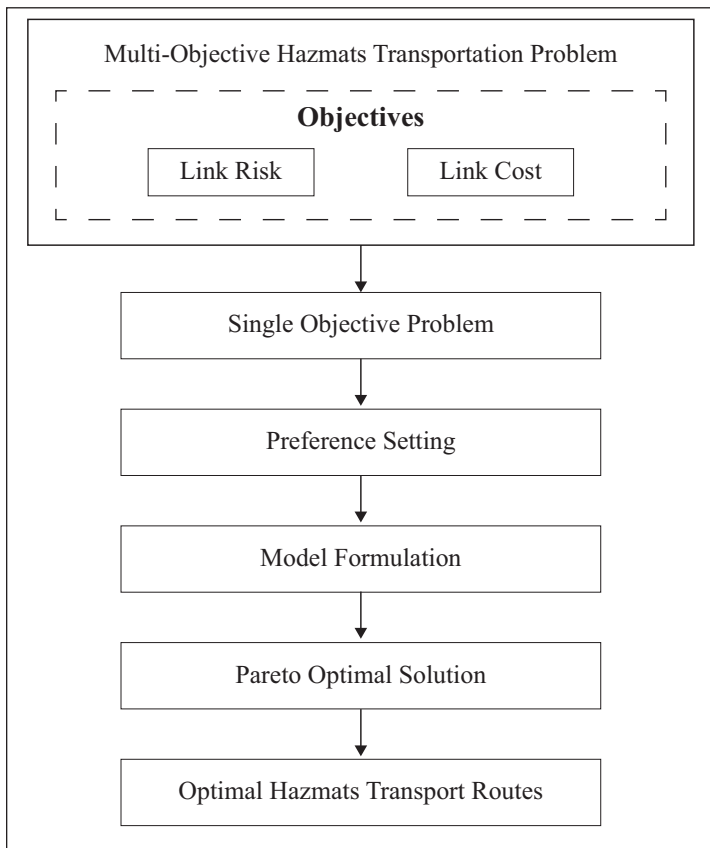 Multi-Objective Hazmats Transportation Problem
Objectives
Link Risk
Link Cost
Single Objective Problem
Preference Setting
Model Formulation
Pareto Optimal Solution
Optimal Hazmats Transport Routes